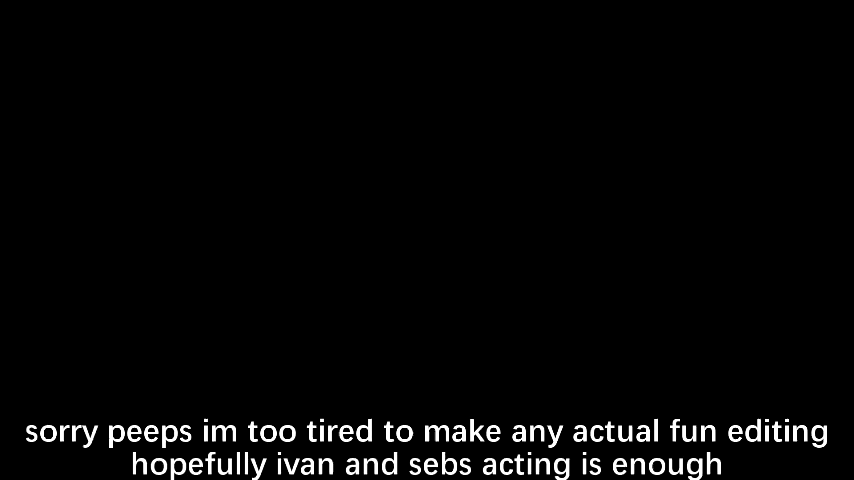 sorry peeps im too tired to make any actual fun editing
hopefully ivan and sebs acting is enough